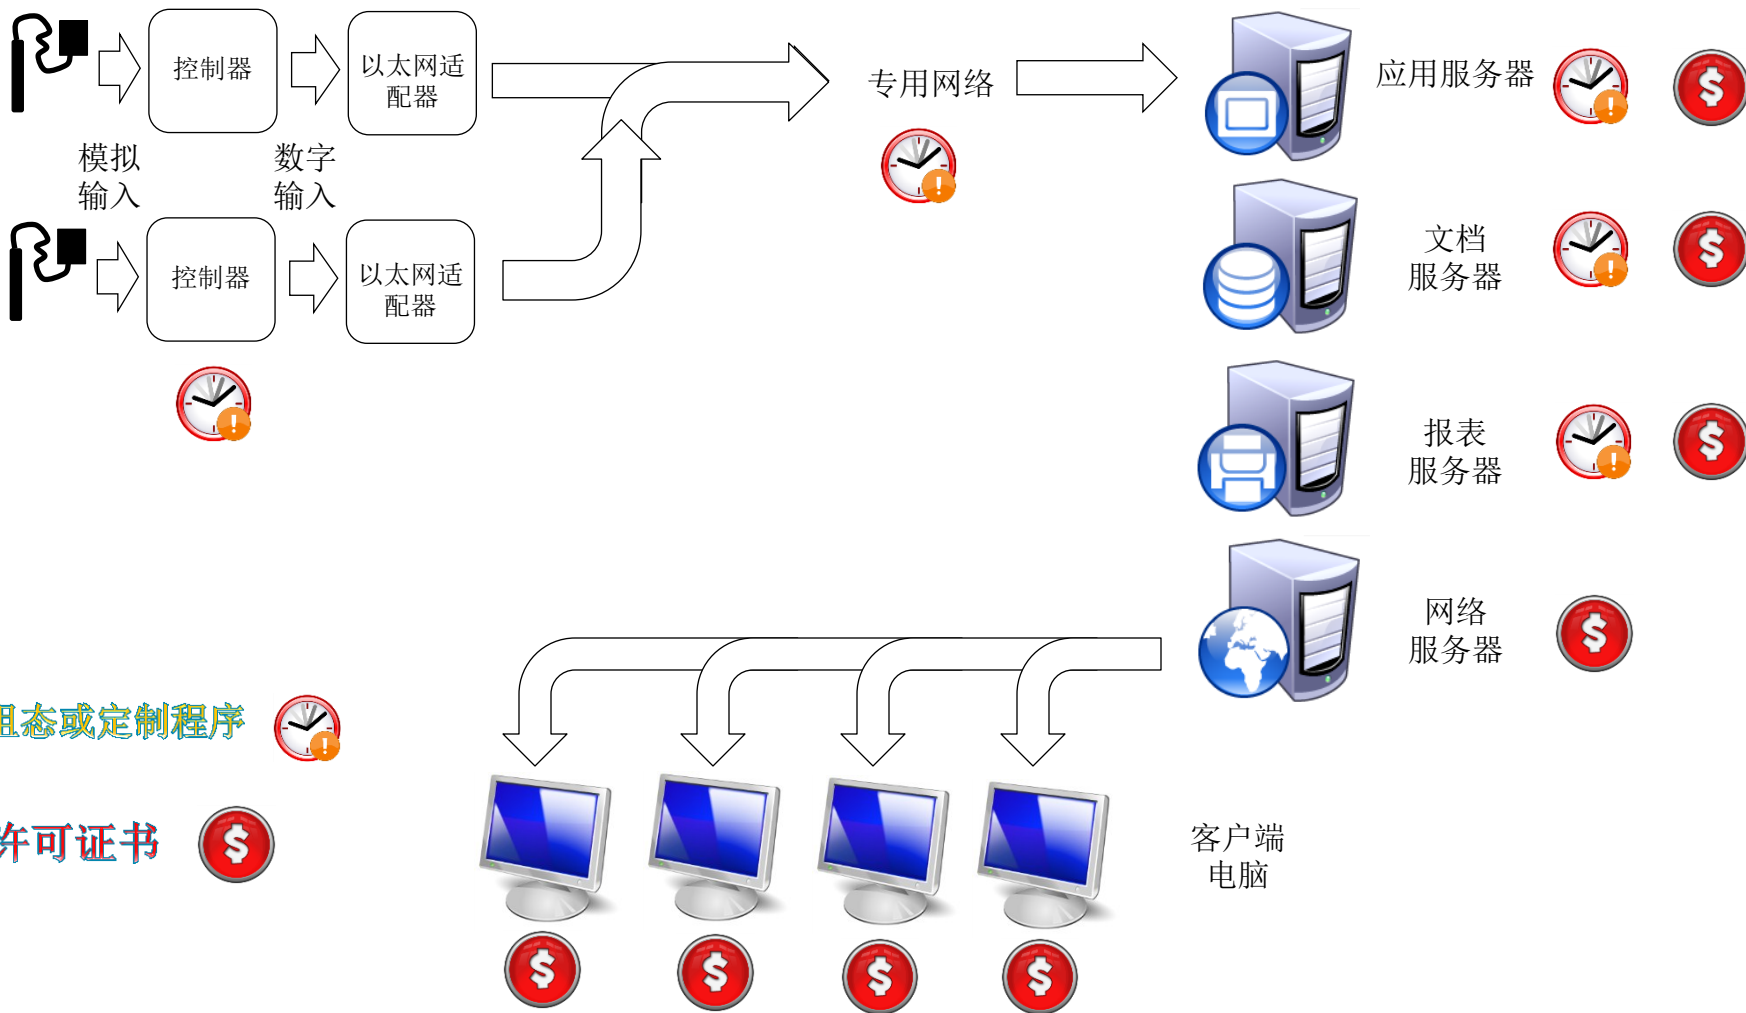 控制器
以太网适
配器
专用网络
应用服务器
模拟
输入
数字
输入
控制器
以太网适
配器
文档
服务器
报表
服务器
网络
服务器
组态或定制程序
许可证书
客户端
电脑
$
$
$
$
$
$
$
$
$